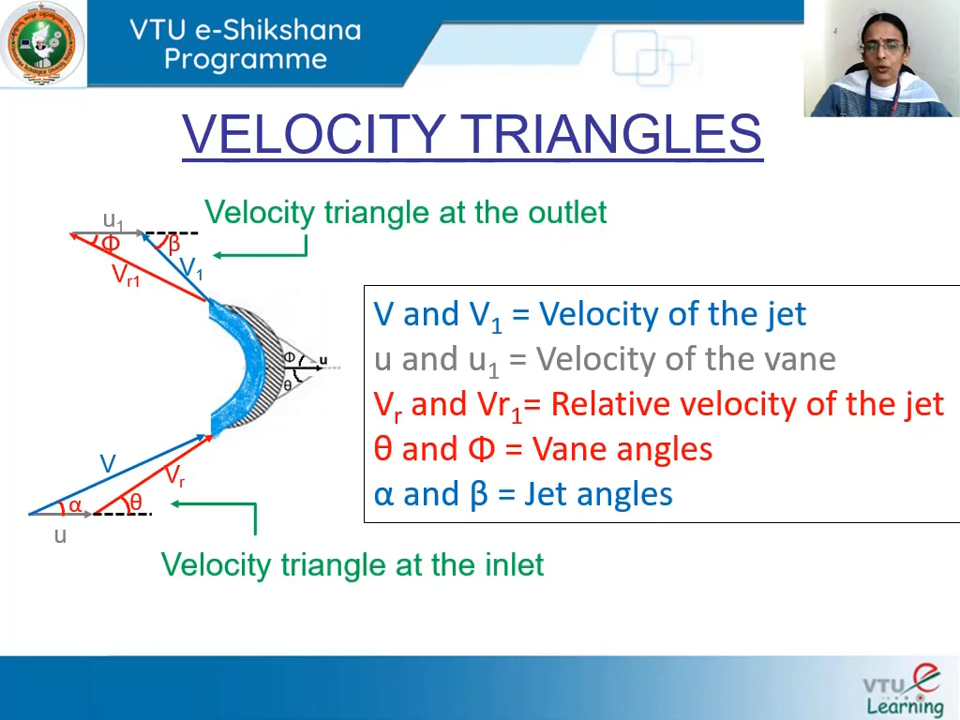 VTU e-Shikshana
Programme
VELOCITY TRIANGLES
Velocity triangle at the outlet
u1
Φ
β
Vr1
V1
Φ
u
θ
V and V1 = Velocity of the jet
u and u1 = Velocity of the vane
Vr and Vr1= Relative velocity of the jet
θ and Φ = Vane angles
α and β = Jet angles
V
Vr
α
θ
u
Velocity triangle at the inlet
VTU e
Learning